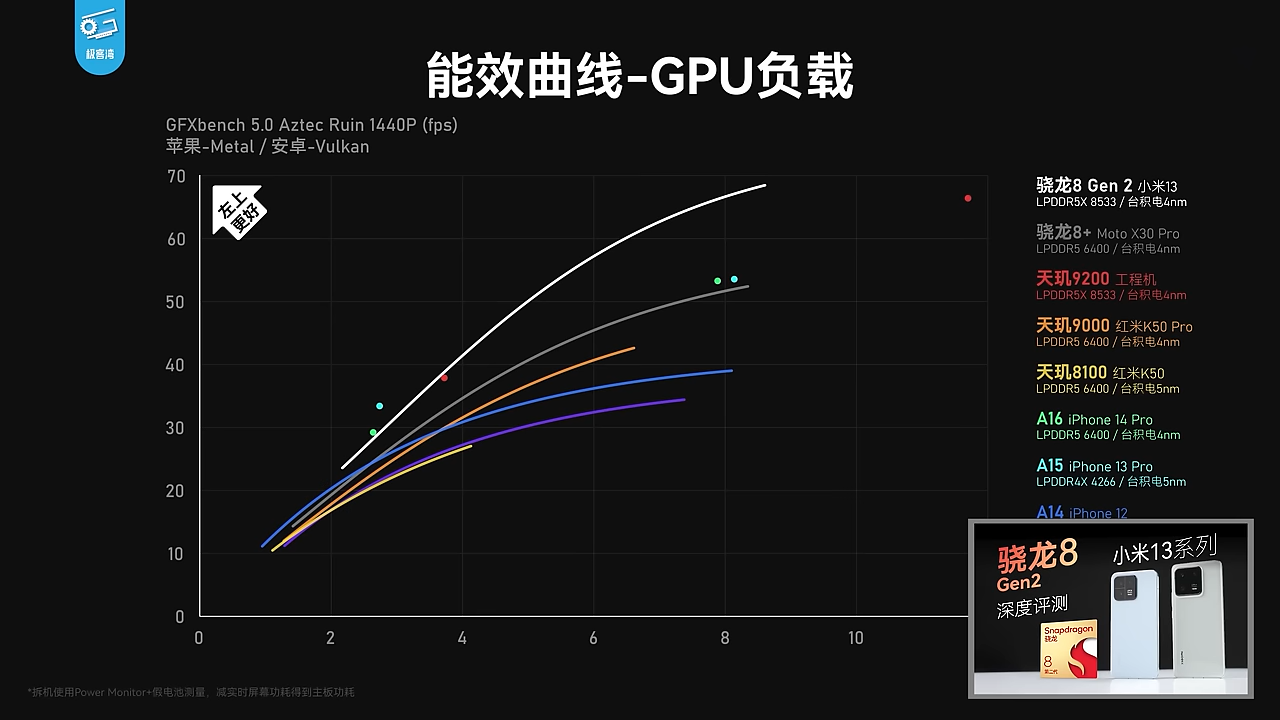 极客湾
能效曲线-GPU负载
GFXbench 5.0 Aztec Ruin 1440P (fps)
苹果-Metal / 安卓-Vulkan
70
60
50
40
30
20
10
0
0 2 4 6 8 10
左上
更好
骁龙8 Gen 2 小米13
LPDDR5X 8533 / 台积电4nm
骁龙8+ Moto X30 Pro
LPDDR5 6400 / 台积电4nm
天玑9200 工程机
LPDDR5X 8533 / 台积电4nm
天玑9000 红米K50 Pro
LPDDR5 6400 / 台积电4nm
天玑8100 红米K50
LPDDR5 6400 / 台积电5nm
A16 iPhone 14 Pro
LPDDR5 6400 / 台积电4nm
A15 iPhone 13 Pro
LPDDR4X 4266 / 台积电5nm
A14 iPhone 12
骁龙8
Gen2
小米13系列
深度评测
Snapdragon
骁龙
8
第二代
*拆机使用Power Monitor+假电池测量，减实时屏幕功耗得到主板功耗